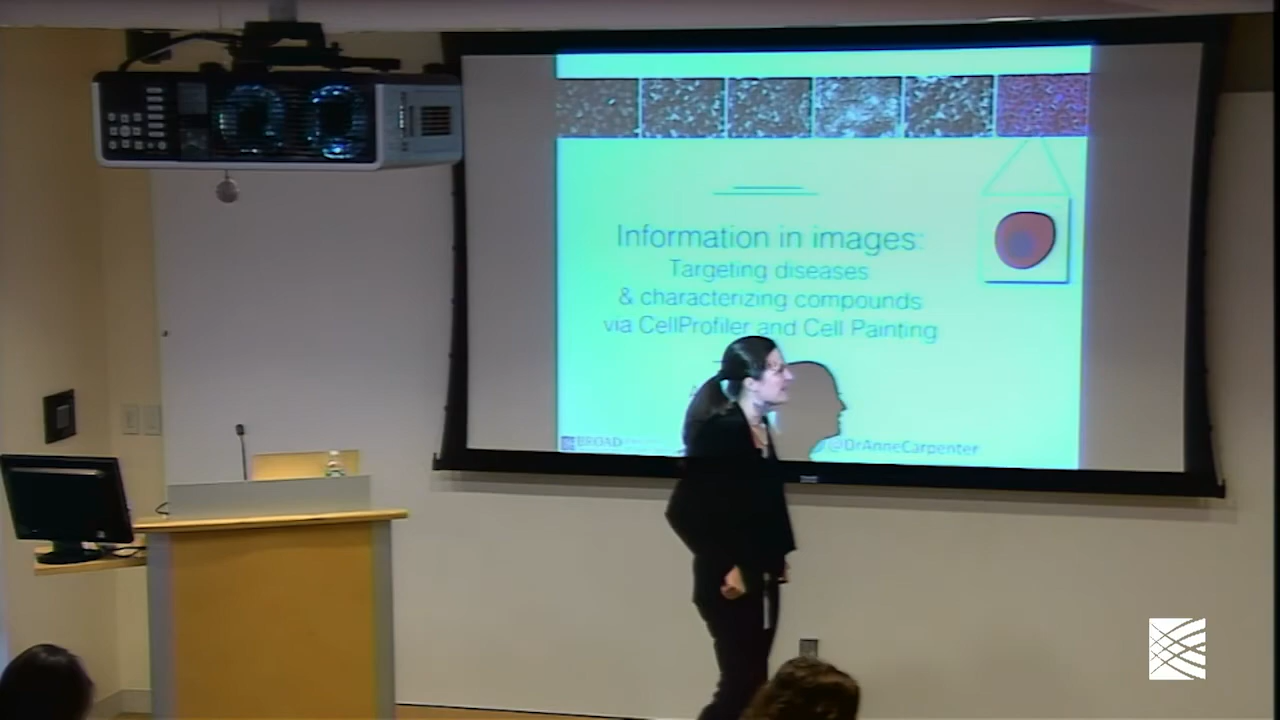 Information in images:
Targeting diseases
& characterizing compounds
via CellProfiler and Cell Painting
BROAD
@DrAnneCarpenter